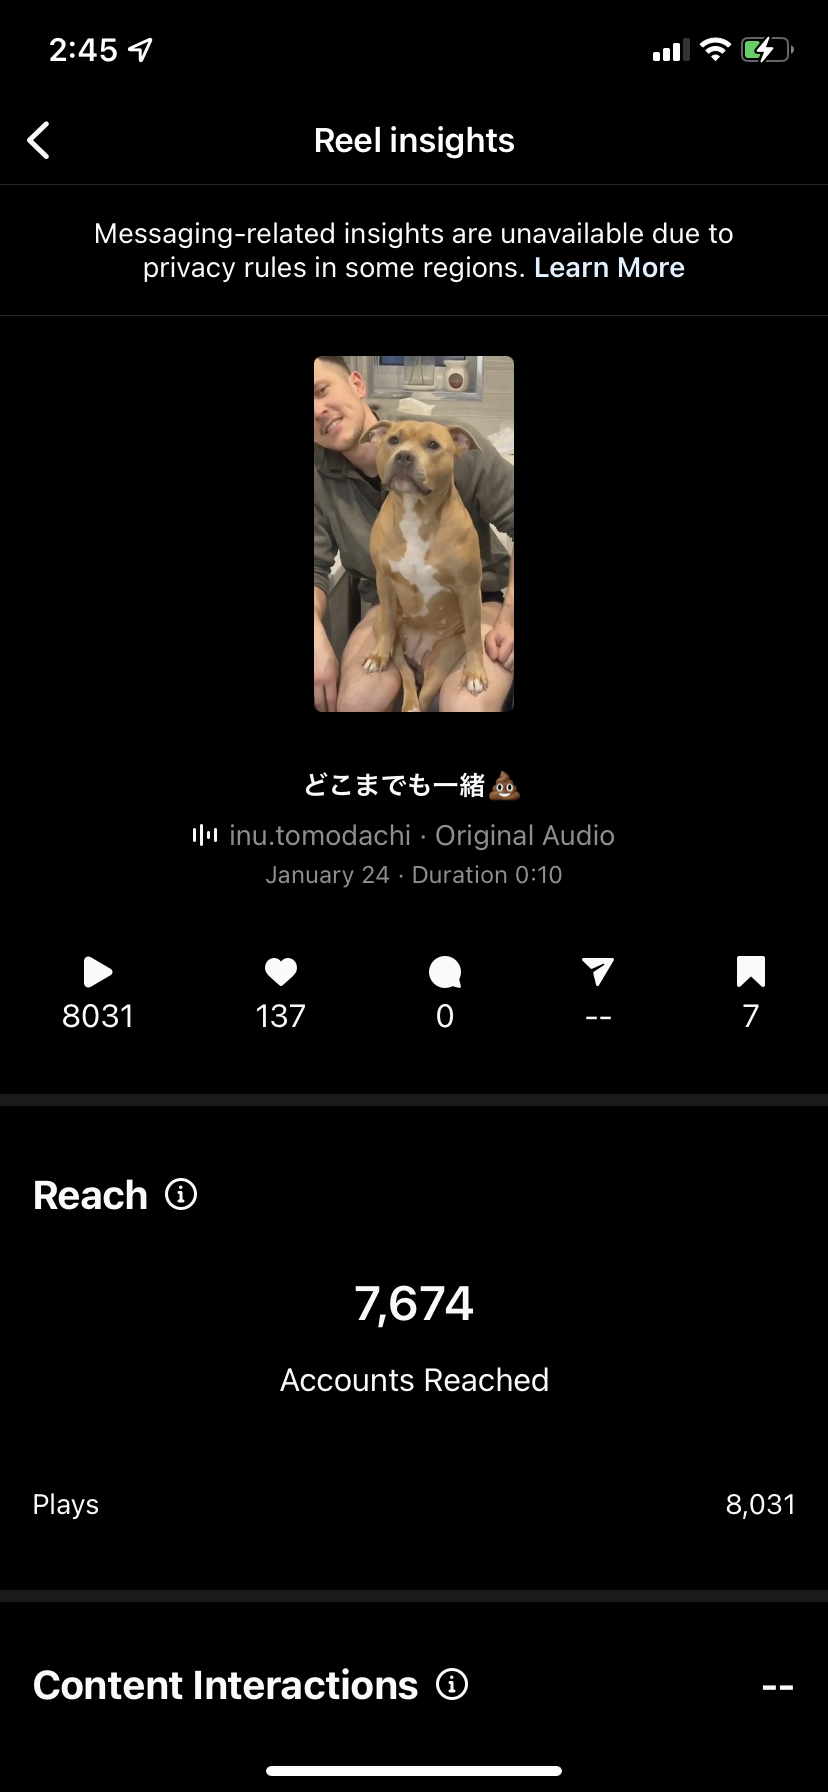 2:45
Reel insights
Messaging-related insights are unavailable due to
privacy rules in some regions. Learn More
どこまでも一緒💩
inu.tomodachi · Original Audio
January 24 · Duration 0:10
8031 137 0 -- 7
Reach
7,674
Accounts Reached
Plays 8,031
Content Interactions --